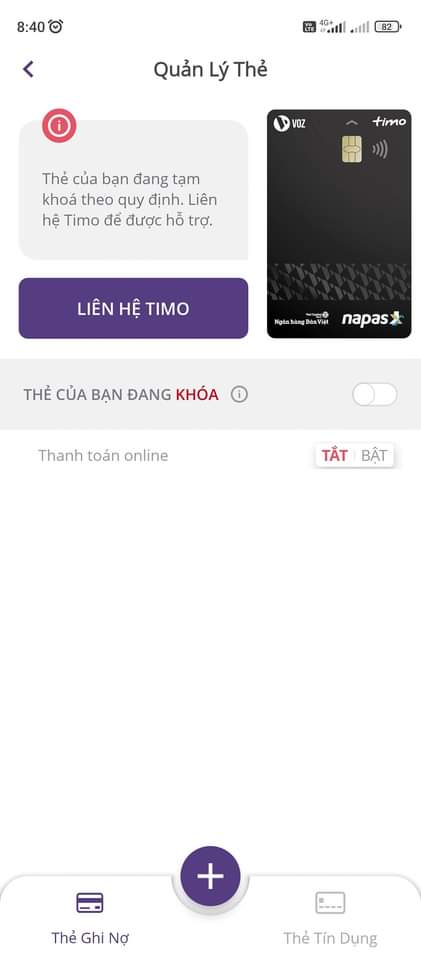 8:40
Vo LTE
4G+
82
Quản Lý Thẻ
Thẻ của bạn đang tạm
khoá theo quy định. Liên
hệ Timo để được hỗ trợ.
LIÊN HỆ TIMO
VOZ
timo
Ngân hàng Bản Việt
napas
THẺ CỦA BẠN ĐANG KHÓA
Thanh toán online
TẮT BẬT
Thẻ Ghi Nợ
Thẻ Tín Dụng